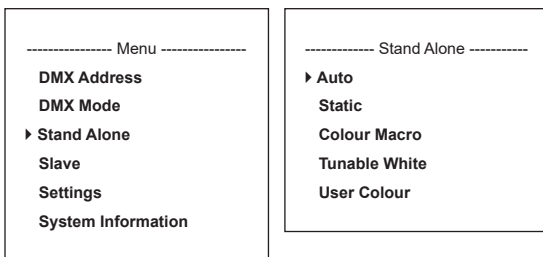 ---------------- Menu ----------------
DMX Address
DMX Mode
Stand Alone
Slave
Settings
System Information
------------- Stand Alone -----------
Auto
Static
Colour Macro
Tunable White
User Colour